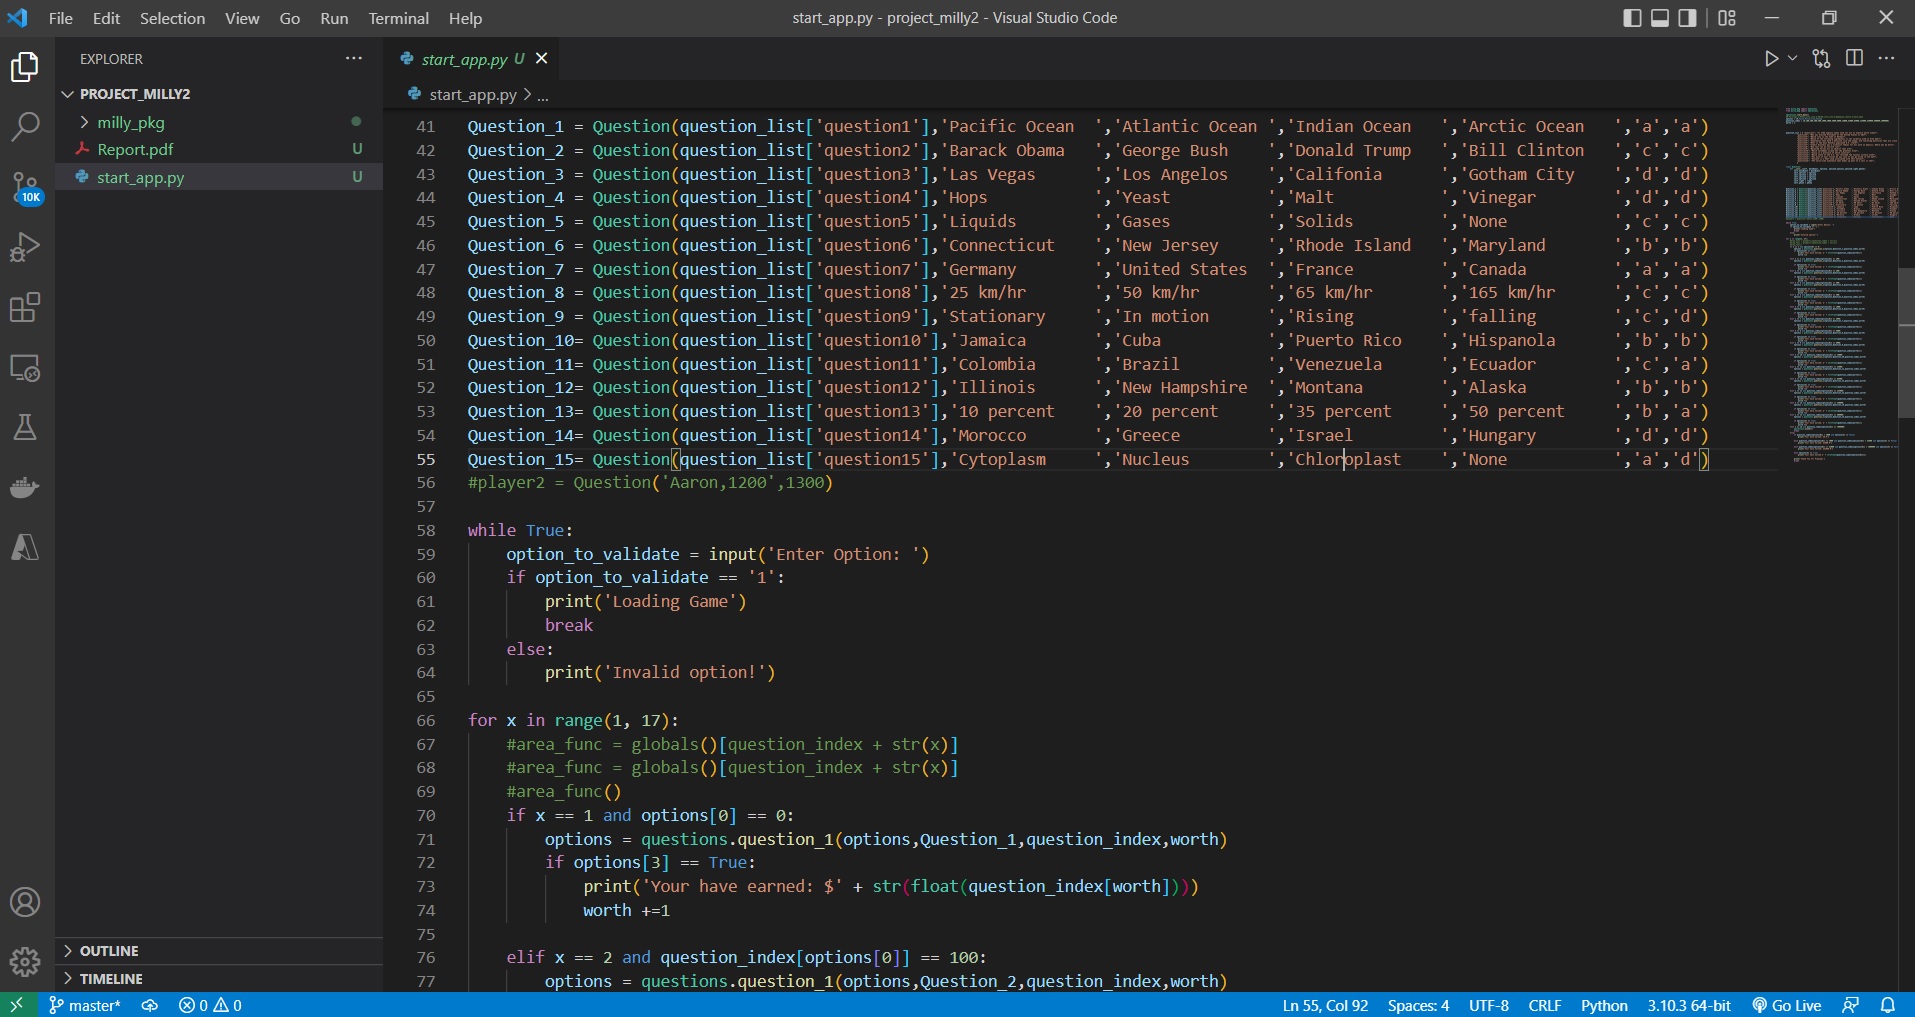 File Edit Selection View Go Run Terminal Help
start_app.py - project_milly2 - Visual Studio Code
EXPLORER
PROJECT_MILLY2
milly_pkg
Report.pdf U
start_app.py U
OUTLINE
TIMELINE
10K
start_app.py U
start_app.py > ...
41 Question_1 = Question(question_list['question1'],'Pacific Ocean  ','Atlantic Ocean ','Indian Ocean   ','Arctic Ocean   ','a','a')
42 Question_2 = Question(question_list['question2'],'Barack Obama   ','George Bush    ','Donald Trump   ','Bill Clinton   ','c','c')
43 Question_3 = Question(question_list['question3'],'Las Vegas      ','Los Angelos    ','Califonia      ','Gotham City    ','d','d')
44 Question_4 = Question(question_list['question4'],'Hops           ','Yeast          ','Malt           ','Vinegar        ','d','d')
45 Question_5 = Question(question_list['question5'],'Liquids        ','Gases          ','Solids         ','None           ','c','c')
46 Question_6 = Question(question_list['question6'],'Connecticut    ','New Jersey     ','Rhode Island   ','Maryland       ','b','b')
47 Question_7 = Question(question_list['question7'],'Germany        ','United States  ','France         ','Canada         ','a','a')
48 Question_8 = Question(question_list['question8'],'25 km/hr       ','50 km/hr       ','65 km/hr       ','165 km/hr      ','c','c')
49 Question_9 = Question(question_list['question9'],'Stationary     ','In motion      ','Rising         ','falling        ','c','d')
50 Question_10= Question(question_list['question10'],'Jamaica       ','Cuba           ','Puerto Rico    ','Hispanola      ','b','b')
51 Question_11= Question(question_list['question11'],'Colombia      ','Brazil         ','Venezuela      ','Ecuador        ','c','a')
52 Question_12= Question(question_list['question12'],'Illinois      ','New Hampshire  ','Montana        ','Alaska         ','b','b')
53 Question_13= Question(question_list['question13'],'10 percent    ','20 percent     ','35 percent     ','50 percent     ','b','a')
54 Question_14= Question(question_list['question14'],'Morocco       ','Greece         ','Israel         ','Hungary        ','d','d')
55 Question_15= Question(question_list['question15'],'Cytoplasm     ','Nucleus        ','Chloroplast    ','None           ','a','d')
56 #player2 = Question('Aaron,1200',1300)
57
58 while True:
59     option_to_validate = input('Enter Option: ')
60     if option_to_validate == '1':
61         print('Loading Game')
62         break
63     else:
64         print('Invalid option!')
65
66 for x in range(1, 17):
67     #area_func = globals()[question_index + str(x)]
68     #area_func = globals()[question_index + str(x)]
69     #area_func()
70     if x == 1 and options[0] == 0:
71         options = questions.question_1(options,Question_1,question_index,worth)
72         if options[3] == True:
73             print('Your have earned: $' + str(float(question_index[worth])))
74             worth +=1
75
76     elif x == 2 and question_index[options[0]] == 100:
77         options = questions.question_1(options,Question_2,question_index,worth)
master* 0 0 Ln 55, Col 92 Spaces: 4 UTF-8 CRLF Python 3.10.3 64-bit Go Live